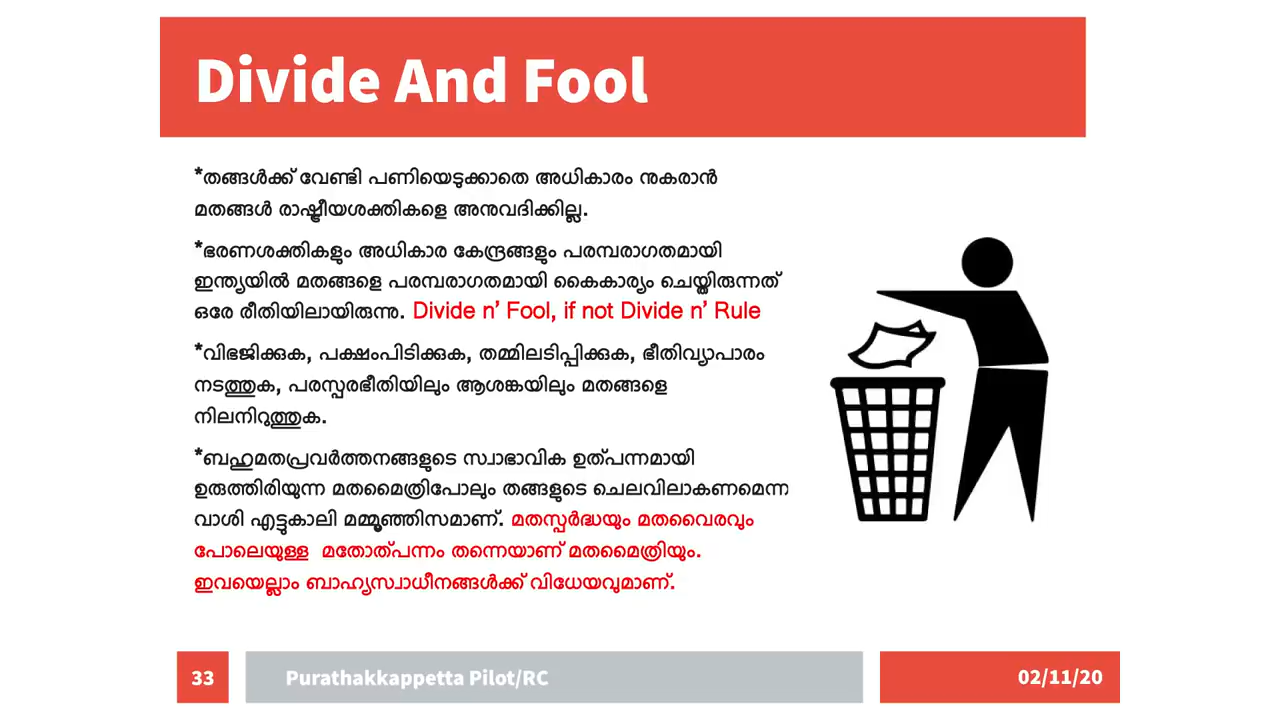 Divide And Fool
*തങ്ങൾക്ക് വേണ്ടി പണിയെടുക്കാതെ അധികാരം നുകരാൻ
മതങ്ങൾ രാഷ്ട്രീയശക്തികളെ അനുവദിക്കില്ല.
*ഭരണശക്തികളും അധികാര കേന്ദ്രങ്ങളും പരമ്പരാഗതമായി
ഇന്ത്യയിൽ മതങ്ങളെ പരമ്പരാഗതമായി കൈകാര്യം ചെയ്തിരുന്നത്
ഒരേ രീതിയിലായിരുന്നു. Divide n’ Fool, if not Divide n’ Rule
*വിഭജിക്കുക, പക്ഷംപിടിക്കുക, തമ്മിലടിപ്പിക്കുക, ഭീതിവ്യാപാരം
നടത്തുക, പരസ്പരഭീതിയിലും ആശങ്കയിലും മതങ്ങളെ
നിലനിറുത്തുക.
*ബഹുമതപ്രവർത്തനങ്ങളുടെ സ്വാഭാവിക ഉത്പന്നമായി
ഉരുത്തിരിയുന്ന മതമൈത്രിപോലും തങ്ങളുടെ ചെലവിലാകണമെന്ന
വാശി എട്ടുകാലി മമ്മൂഞ്ഞിസമാണ്. മതസ്പർദ്ധയും മതവൈരവും
പോലെയുള്ള മതോത്പന്നം തന്നെയാണ് മതമൈത്രിയും.
ഇവയെല്ലാം ബാഹ്യസ്വാധീനങ്ങൾക്ക് വിധേയവുമാണ്.
33 Purathakkappetta Pilot/RC 02/11/20